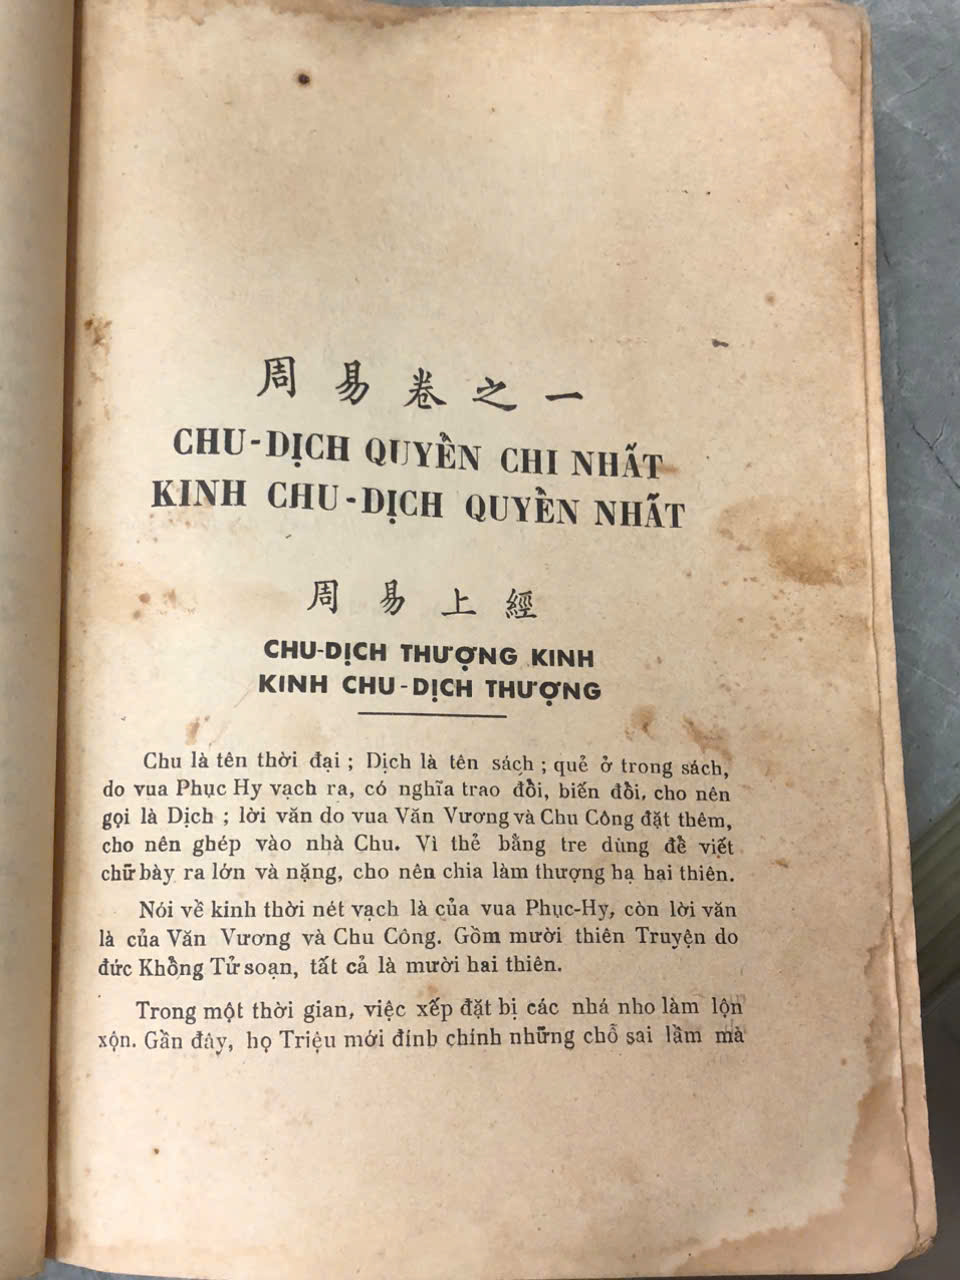 周易卷之一
CHU-DỊCH QUYỂN CHI NHẤT
KINH CHU-DỊCH QUYỂN NHẤT
周易上經
CHU-DỊCH THƯỢNG KINH
KINH CHU-DỊCH THƯỢNG
Chu là tên thời đại ; Dịch là tên sách ; quẻ ở trong sách,
do vua Phục Hy vạch ra, có nghĩa trao đổi, biến đổi, cho nên
gọi là Dịch ; lời văn do vua Văn Vương và Chu Công đặt thêm,
cho nên ghép vào nhà Chu. Vì thẻ bằng tre dùng để viết
chữ bày ra lớn và nặng, cho nên chia làm thượng hạ hai thiên.
Nói về kinh thời nét vạch là của vua Phục-Hy, còn lời văn
là của Văn Vương và Chu Công. Gồm mười thiên Truyện do
đức Khổng Tử soạn, tất cả là mười hai thiên.
Trong một thời gian, việc xếp đặt bị các nhá nho làm lộn
xộn. Gần đây, họ Triệu mới đính chính những chỗ sai lầm mà